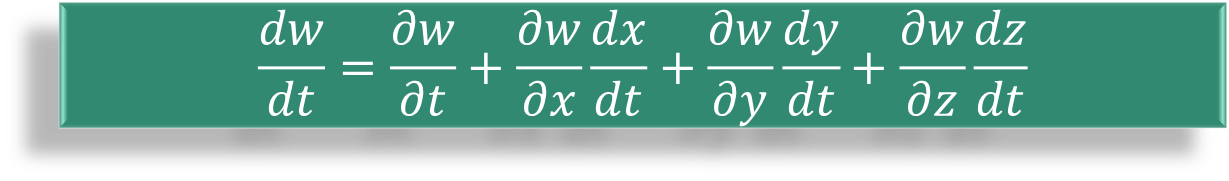 dw/dt = ∂w/∂t + ∂w/∂x dx/dt + ∂w/∂y dy/dt + ∂w/∂z dz/dt